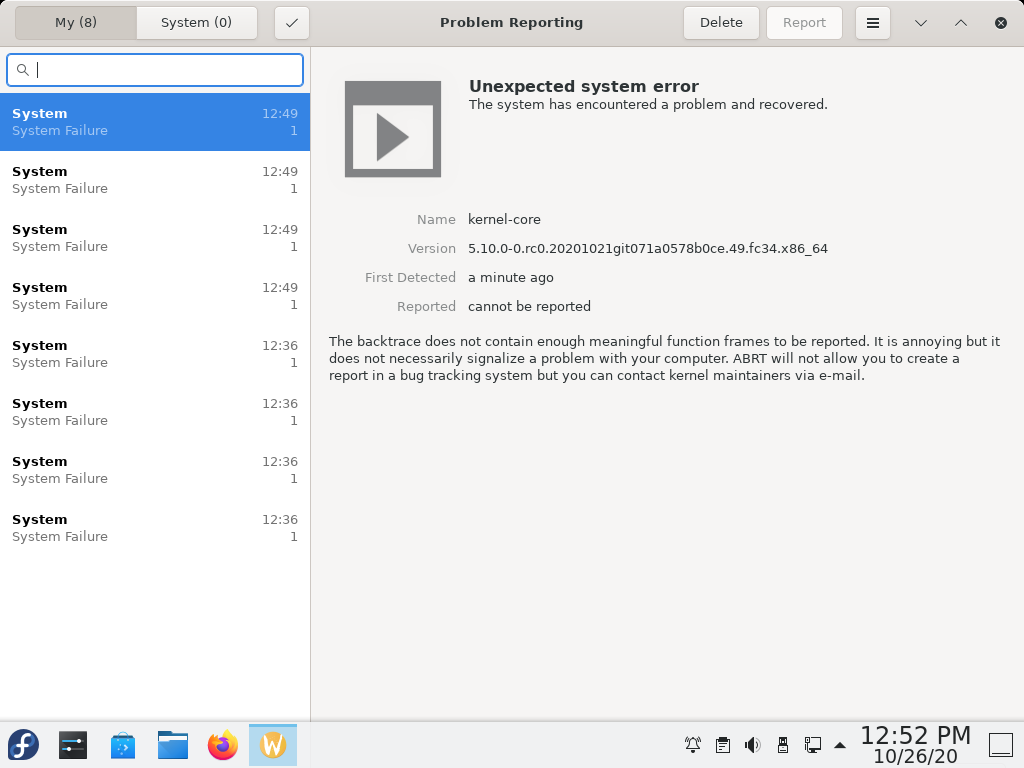 My (8)
System (0)
Problem Reporting
Delete
Report
System
12:49
System Failure
1
System
12:49
System Failure
1
System
12:49
System Failure
1
System
12:49
System Failure
1
System
12:36
System Failure
1
System
12:36
System Failure
1
System
12:36
System Failure
1
System
12:36
System Failure
1
Unexpected system error
The system has encountered a problem and recovered.
Name kernel-core
Version 5.10.0-0.rc0.20201021git071a0578b0ce.49.fc34.x86_64
First Detected a minute ago
Reported cannot be reported
The backtrace does not contain enough meaningful function frames to be reported. It is annoying but it
does not necessarily signalize a problem with your computer. ABRT will not allow you to create a
report in a bug tracking system but you can contact kernel maintainers via e-mail.
W
12:52 PM
10/26/20